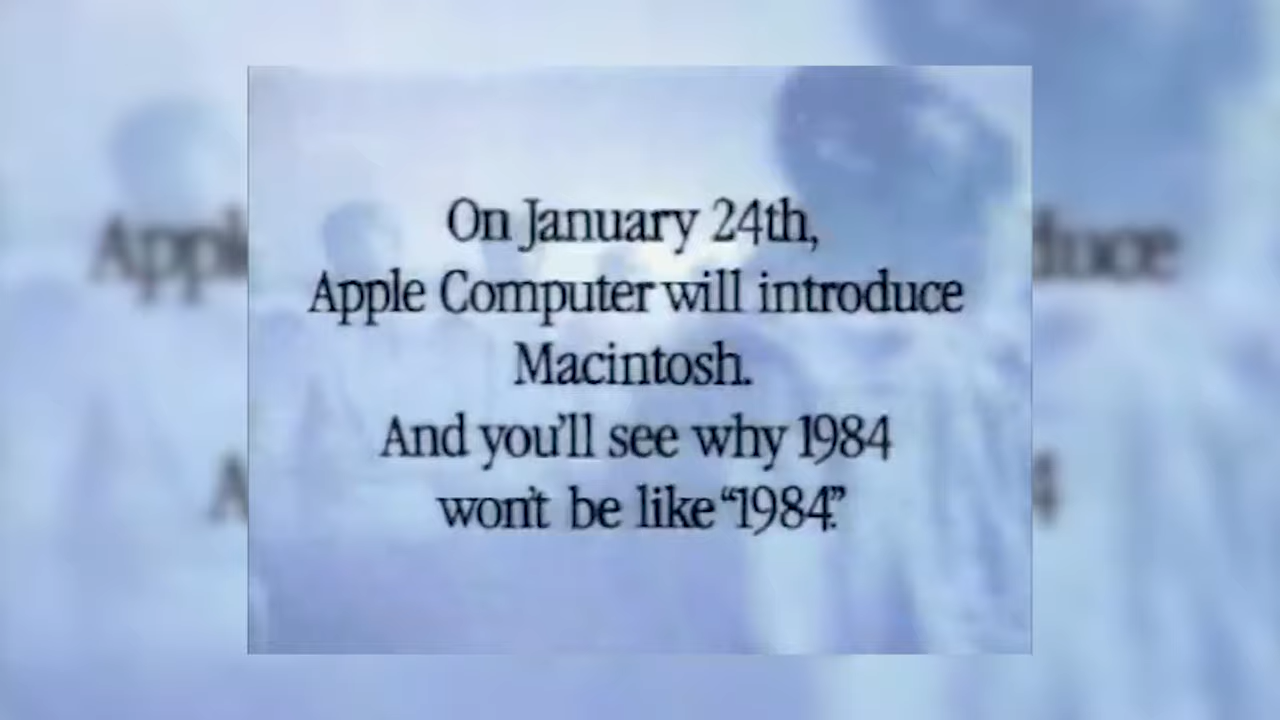 On January 24th,
Apple Computer will introduce
Macintosh.
And you'll see why 1984
won't be like “1984.”